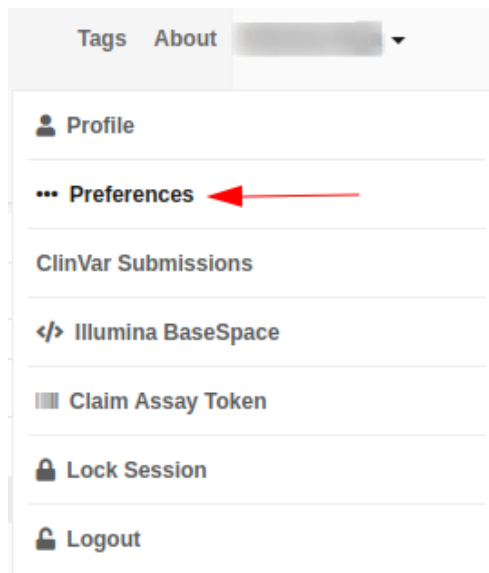 Tags About
Profile
Preferences
ClinVar Submissions
Illumina BaseSpace
Claim Assay Token
Lock Session
Logout